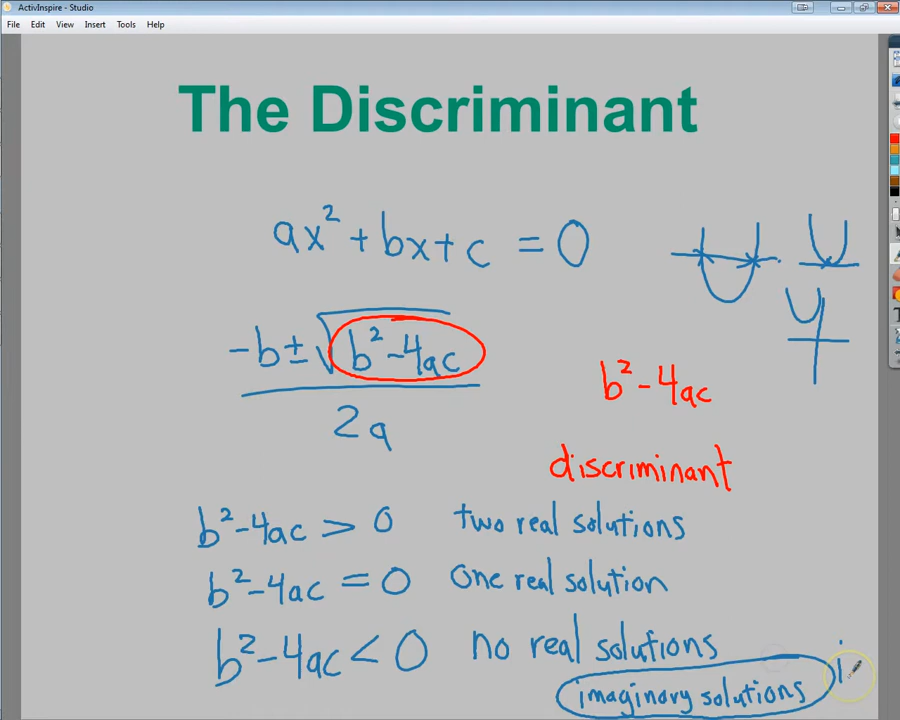 ActivInspire - Studio
File Edit View Insert Tools Help
The Discriminant
ax² + bx + c = 0
-b ± √b² - 4ac
2a
b² - 4ac
discriminant
b² - 4ac > 0 two real solutions
b² - 4ac = 0 one real solution
b² - 4ac < 0 no real solutions
imaginary solutions i